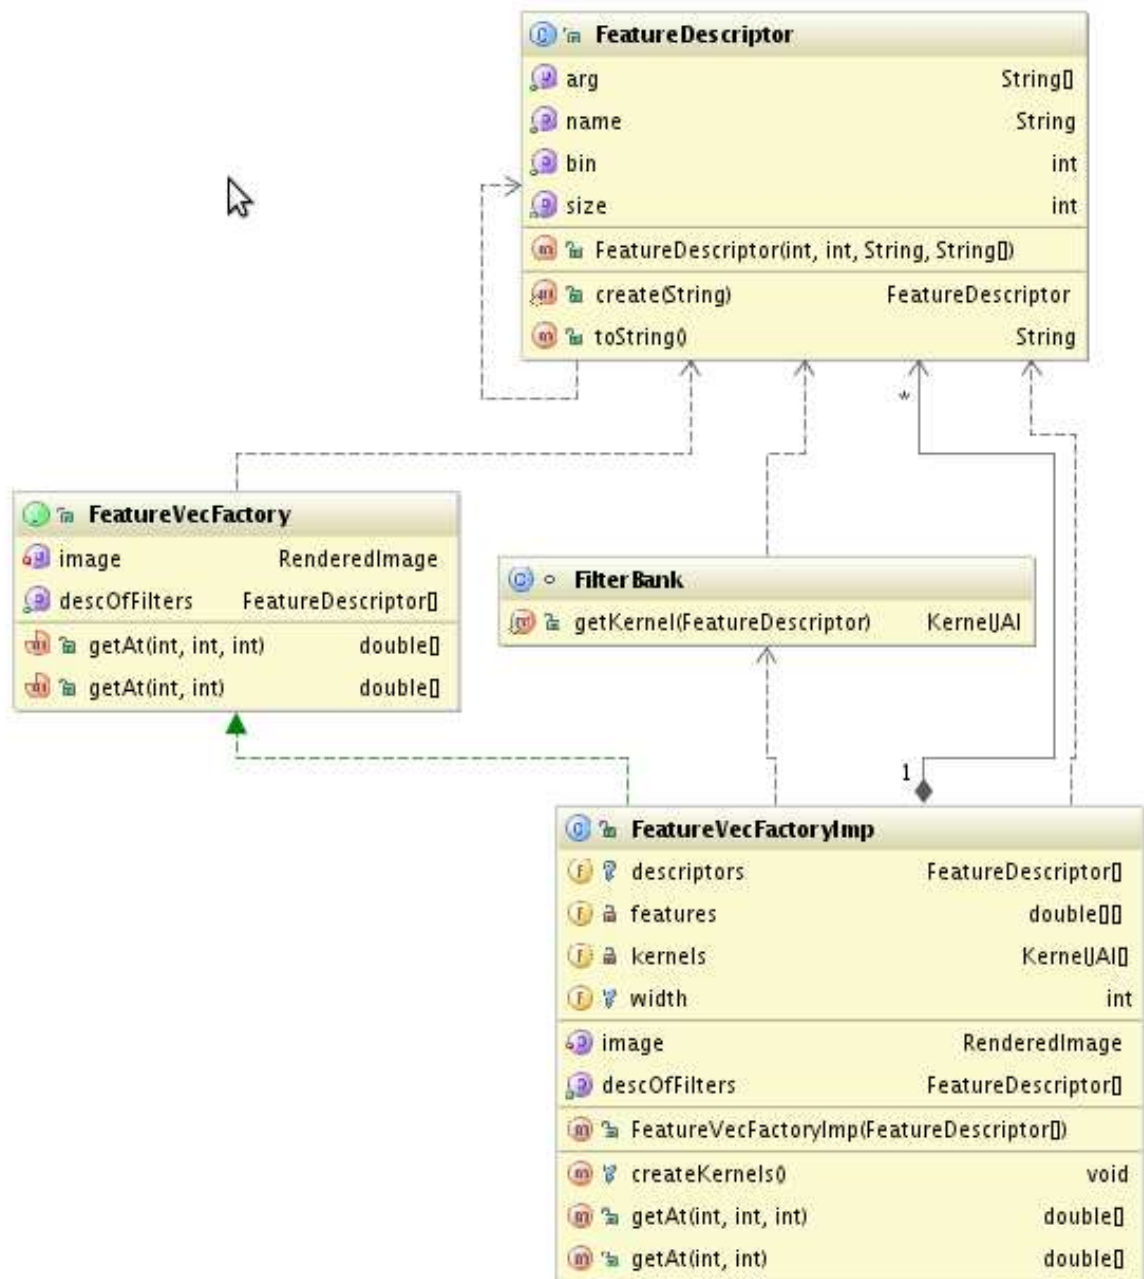 FeatureDescriptor
arg String[]
name String
bin int
size int
FeatureDescriptor(int, int, String, String[])
create(String) FeatureDescriptor
toString() String
*
FeatureVecFactory
image RenderedImage
descOfFilters FeatureDescriptor[]
getAt(int, int, int) double[]
getAt(int, int) double[]
FilterBank
getKernel(FeatureDescriptor) KernelJAI
1
FeatureVecFactoryImp
descriptors FeatureDescriptor[]
features double[][]
kernels KernelJAI[]
width int
image RenderedImage
descOfFilters FeatureDescriptor[]
FeatureVecFactoryImp(FeatureDescriptor[])
createKernels() void
getAt(int, int, int) double[]
getAt(int, int) double[]